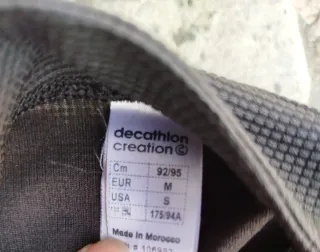 decathlon
creation ©
Cm 92/95
EUR M
USA S
175/94A
Made in Morocco